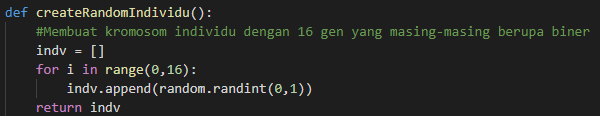 def createRandomIndividu():
    #Membuat kromosom individu dengan 16 gen yang masing-masing berupa biner
    indv = []
    for i in range(0,16):
        indv.append(random.randint(0,1))
    return indv